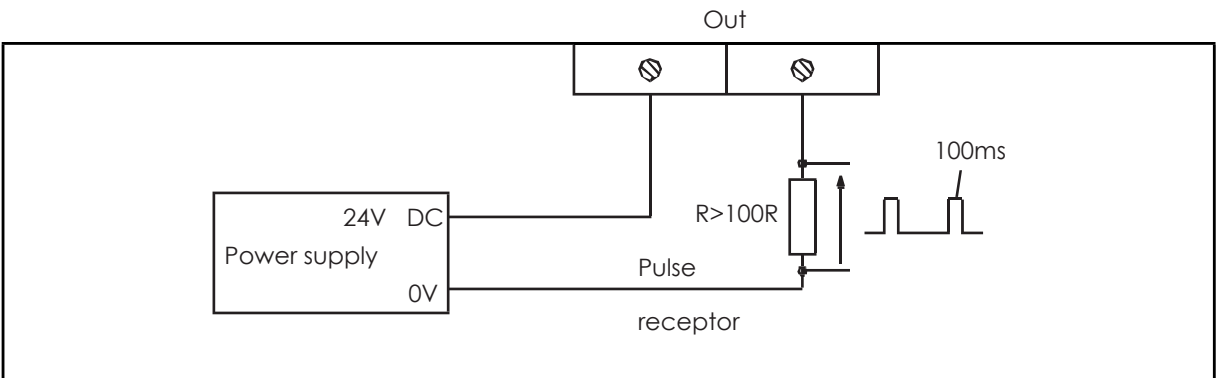 Out
100ms
24V DC
R>100R
Power supply
Pulse
0V
receptor